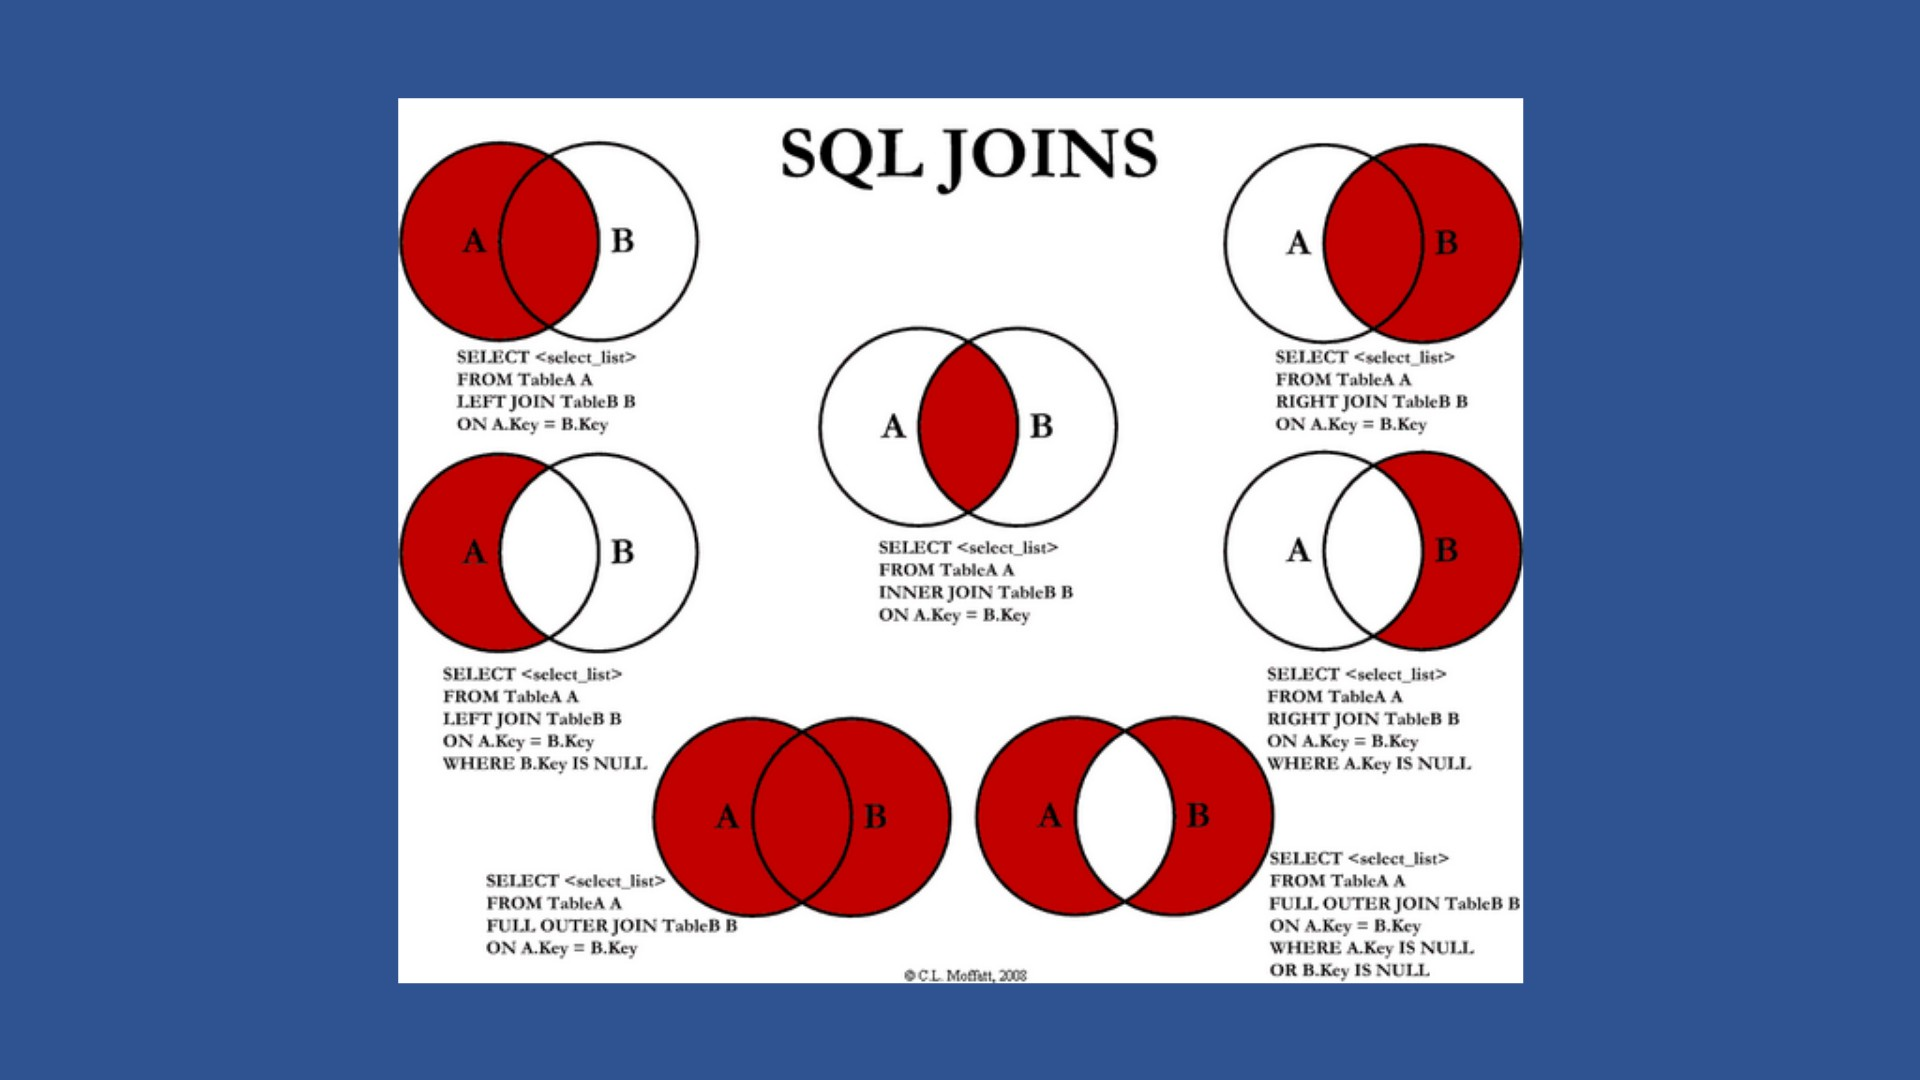 SQL JOINS
A
B
SELECT <select_list>
FROM TableA A
LEFT JOIN TableB B
ON A.Key = B.Key
A
B
SELECT <select_list>
FROM TableA A
RIGHT JOIN TableB B
ON A.Key = B.Key
A
B
SELECT <select_list>
FROM TableA A
INNER JOIN TableB B
ON A.Key = B.Key
A
B
SELECT <select_list>
FROM TableA A
LEFT JOIN TableB B
ON A.Key = B.Key
WHERE B.Key IS NULL
A
B
SELECT <select_list>
FROM TableA A
RIGHT JOIN TableB B
ON A.Key = B.Key
WHERE A.Key IS NULL
A
B
SELECT <select_list>
FROM TableA A
FULL OUTER JOIN TableB B
ON A.Key = B.Key
A
B
SELECT <select_list>
FROM TableA A
FULL OUTER JOIN TableB B
ON A.Key = B.Key
WHERE A.Key IS NULL
OR B.Key IS NULL
© C.L. Moffatt, 2008